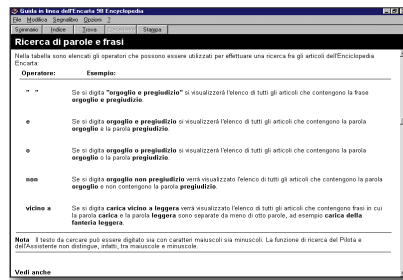 Guida in linea dell'Encarta 98 Encyclopedia
File Modifica Segnalibro Opzioni ?
Sommario Indice Trova Stampa
Ricerca di parole e frasi
Nella tabella sono elencati gli operatori che possono essere utilizzati per effettuare una ricerca fra gli articoli dell'Enciclopedia
Encarta:
Operatore: Esempio:
" " Se si digita "orgoglio e pregiudizio" si visualizzerà l'elenco di tutti gli articoli che contengono la frase
orgoglio e pregiudizio.
e Se si digita orgoglio e pregiudizio si visualizzerà l'elenco di tutti gli articoli che contengono la parola
orgoglio e la parola pregiudizio.
o Se si digita orgoglio o pregiudizio si visualizzerà l'elenco di tutti gli articoli che contengono la parola
orgoglio o la parola pregiudizio.
non Se si digita orgoglio non pregiudizio verrà visualizzato l'elenco di tutti gli articoli che contengono la parola
orgoglio e non contengono la parola pregiudizio.
vicino a Se si digita carica vicino a leggera verrà visualizzato l'elenco di tutti gli articoli che contengono frasi in cui
la parola carica e la parola leggera sono separate da meno di otto parole, ad esempio carica della
fanteria leggera.
Nota Il testo da cercare può essere digitato sia con caratteri maiuscoli sia minuscoli. La funzione di ricerca del Pilota e
dell'Assistente non distingue, infatti, tra maiuscole e minuscole.
Vedi anche